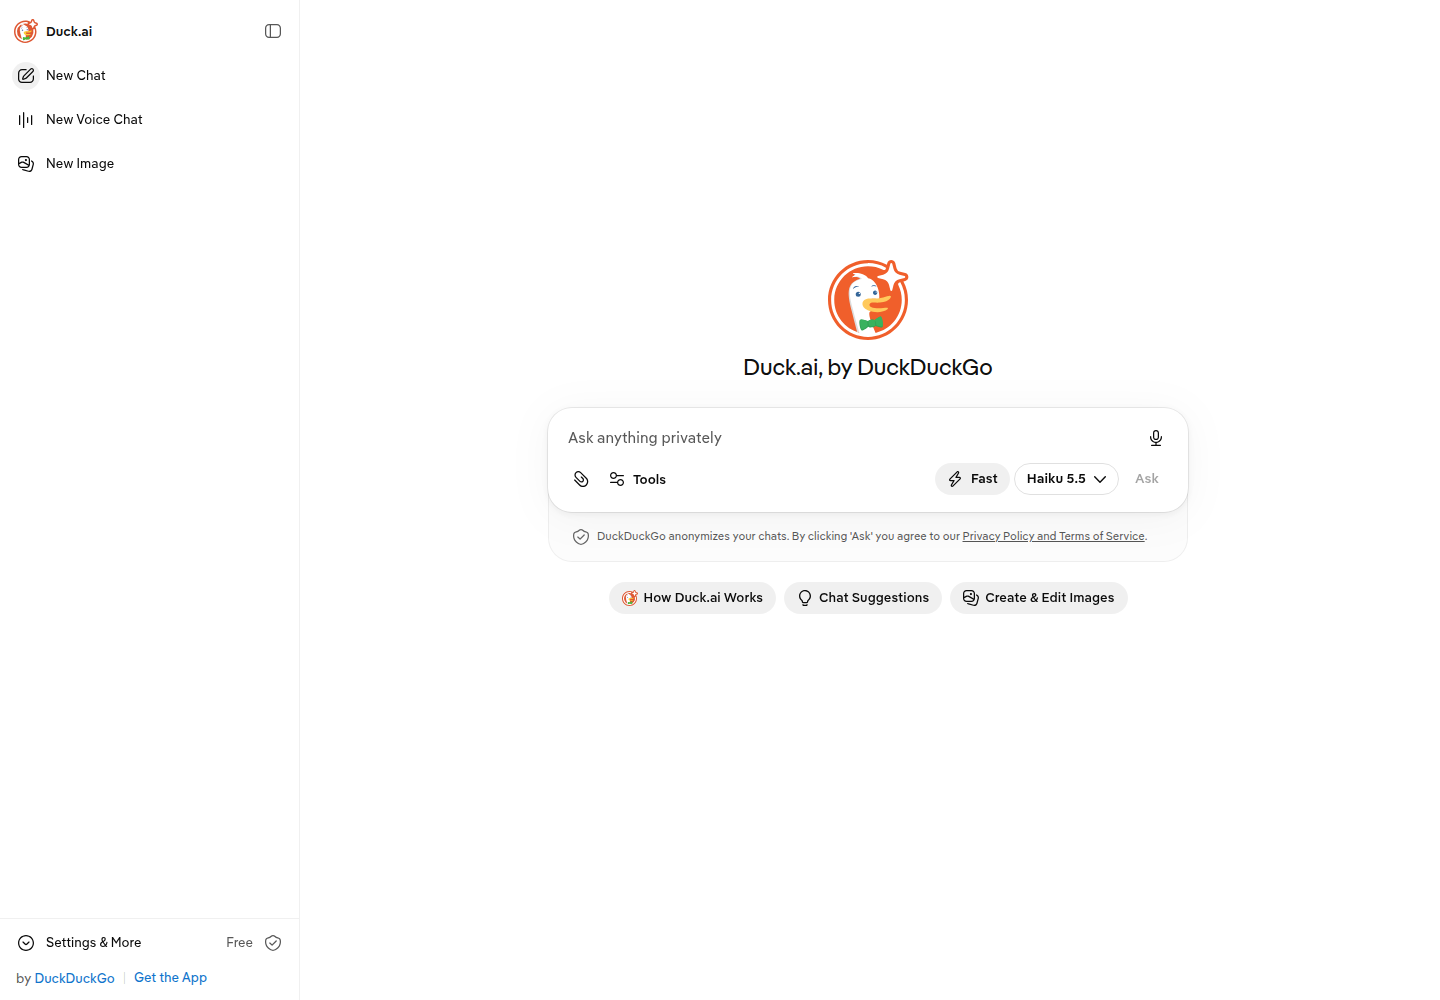 Duck.ai
New Chat
New Voice Chat
New Image
Duck.ai, by DuckDuckGo
Ask anything privately
Tools
Fast
Haiku 5.5
Ask
DuckDuckGo anonymizes your chats. By clicking 'Ask' you agree to our Privacy Policy and Terms of Service.
How Duck.ai Works
Chat Suggestions
Create & Edit Images
Settings & More
Free
by DuckDuckGo
Get the App